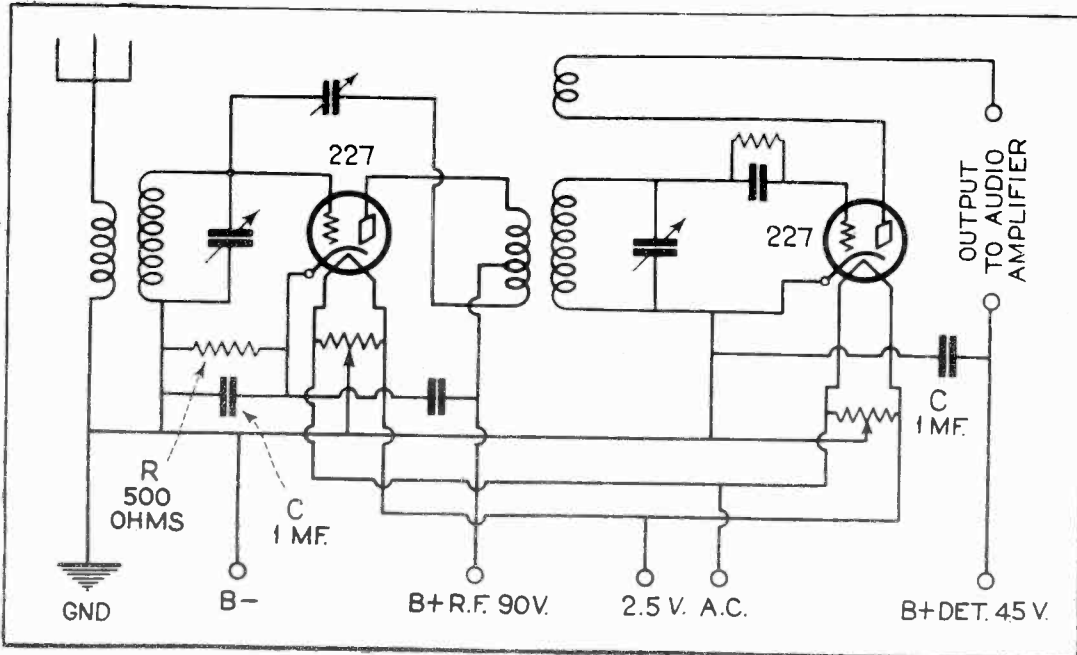 227
227
OUTPUT
TO AUDIO
AMPLIFIER
R
500
OHMS
C
1 MF.
C
1 MF.
GND
B-
B+R.F. 90V.
2.5 V. A.C.
B+DET. 45 V.